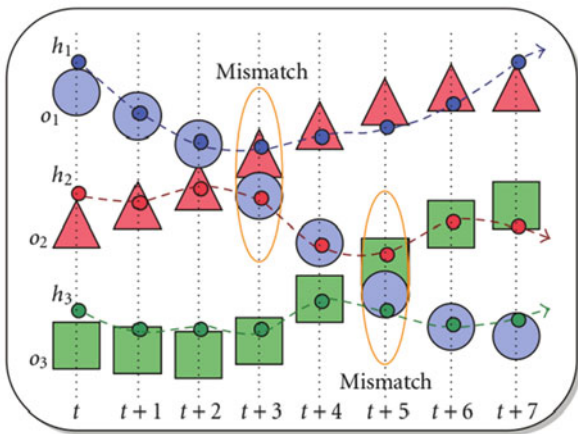 h₁
Mismatch
o₁
h₂
o₂
h₃
o₃
Mismatch
t t + 1 t + 2 t + 3 t + 4 t + 5 t + 6 t + 7